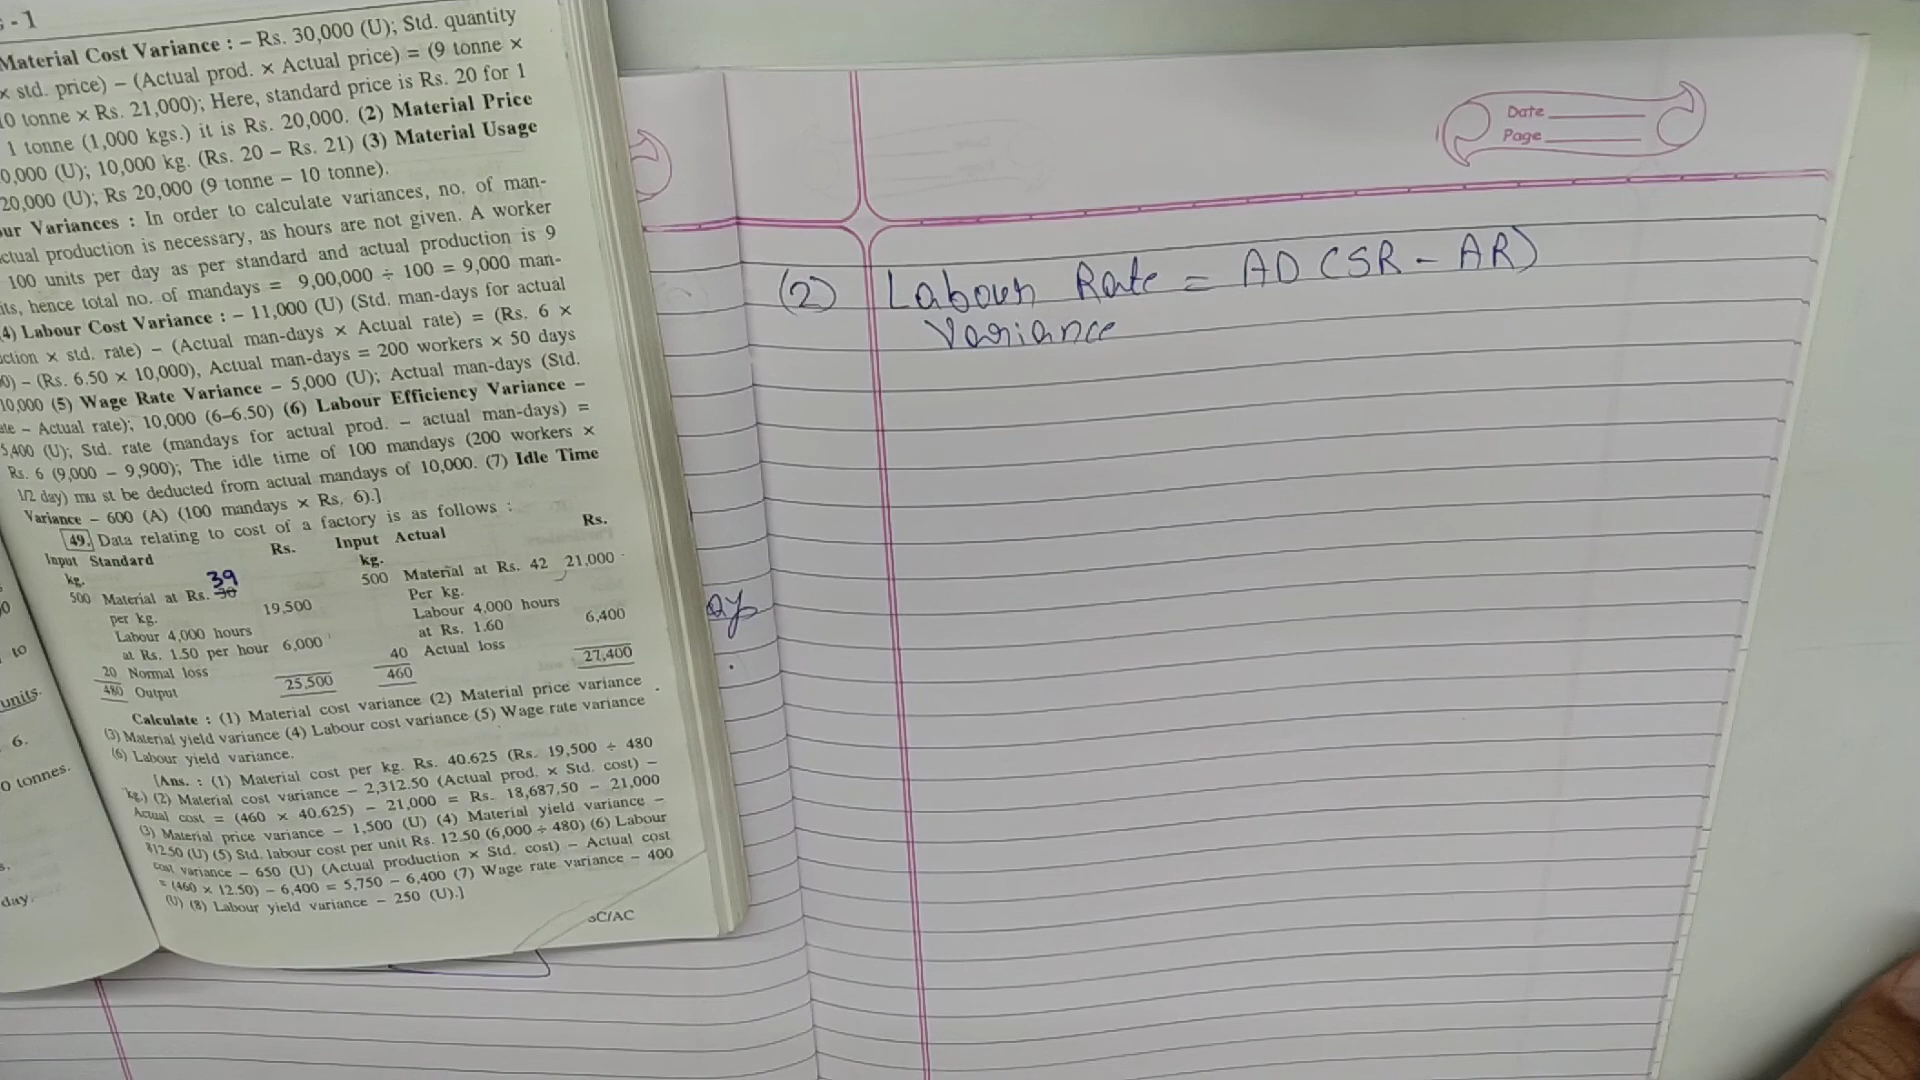 - 1
Material Cost Variance : – Rs. 30,000 (U); Std. quantity
× std. price) – (Actual prod. × Actual price) = (9 tonne ×
10 tonne × Rs. 21,000); Here, standard price is Rs. 20 for 1
1 tonne (1,000 kgs.) it is Rs. 20,000. (2) Material Price
0,000 (U); 10,000 kg. (Rs. 20 – Rs. 21) (3) Material Usage
20,000 (U); Rs 20,000 (9 tonne – 10 tonne).
ur Variances : In order to calculate variances, no. of man-
ctual production is necessary, as hours are not given. A worker
100 units per day as per standard and actual production is 9
its, hence total no. of mandays = 9,00,000 ÷ 100 = 9,000 man-
4) Labour Cost Variance : – 11,000 (U) (Std. man-days for actual
ction × std. rate) – (Actual man-days × Actual rate) = (Rs. 6 ×
0) – (Rs. 6.50 × 10,000), Actual man-days = 200 workers × 50 days
10,000 (5) Wage Rate Variance – 5,000 (U); Actual man-days (Std.
ate – Actual rate); 10,000 (6–6.50) (6) Labour Efficiency Variance –
5,400 (U); Std. rate (mandays for actual prod. – actual man-days) =
Rs. 6 (9,000 – 9,900); The idle time of 100 mandays (200 workers ×
1/2 day) mu st be deducted from actual mandays of 10,000. (7) Idle Time
Variance – 600 (A) (100 mandays × Rs. 6).]
49. Data relating to cost of a factory is as follows :
Input Standard Rs. Input Actual Rs.
kg. kg.
500 Material at Rs. 30 39 500 Material at Rs. 42 21,000
per kg. 19,500 Per kg.
Labour 4,000 hours Labour 4,000 hours
at Rs. 1.50 per hour 6,000 at Rs. 1.60 6,400
20 Normal loss 40 Actual loss
480 Output 25,500 460 27,400
Calculate : (1) Material cost variance (2) Material price variance
(3) Material yield variance (4) Labour cost variance (5) Wage rate variance
(6) Labour yield variance.
[Ans. : (1) Material cost per kg. Rs. 40.625 (Rs. 19,500 ÷ 480
kg.) (2) Material cost variance – 2,312.50 (Actual prod. × Std. cost) –
Actual cost = (460 × 40.625) – 21,000 = Rs. 18,687.50 – 21,000
(3) Material price variance – 1,500 (U) (4) Material yield variance –
812.50 (U) (5) Std. labour cost per unit Rs. 12.50 (6,000 ÷ 480) (6) Labour
cost variance – 650 (U) (Actual production × Std. cost) – Actual cost
= (460 × 12.50) – 6,400 = 5,750 – 6,400 (7) Wage rate variance – 400
(U) (8) Labour yield variance – 250 (U).]
SC/AC
to
units.
6.
0 tonnes.
day.
Date
Page
(2) Labour Rate = AD (SR - AR)
Variance